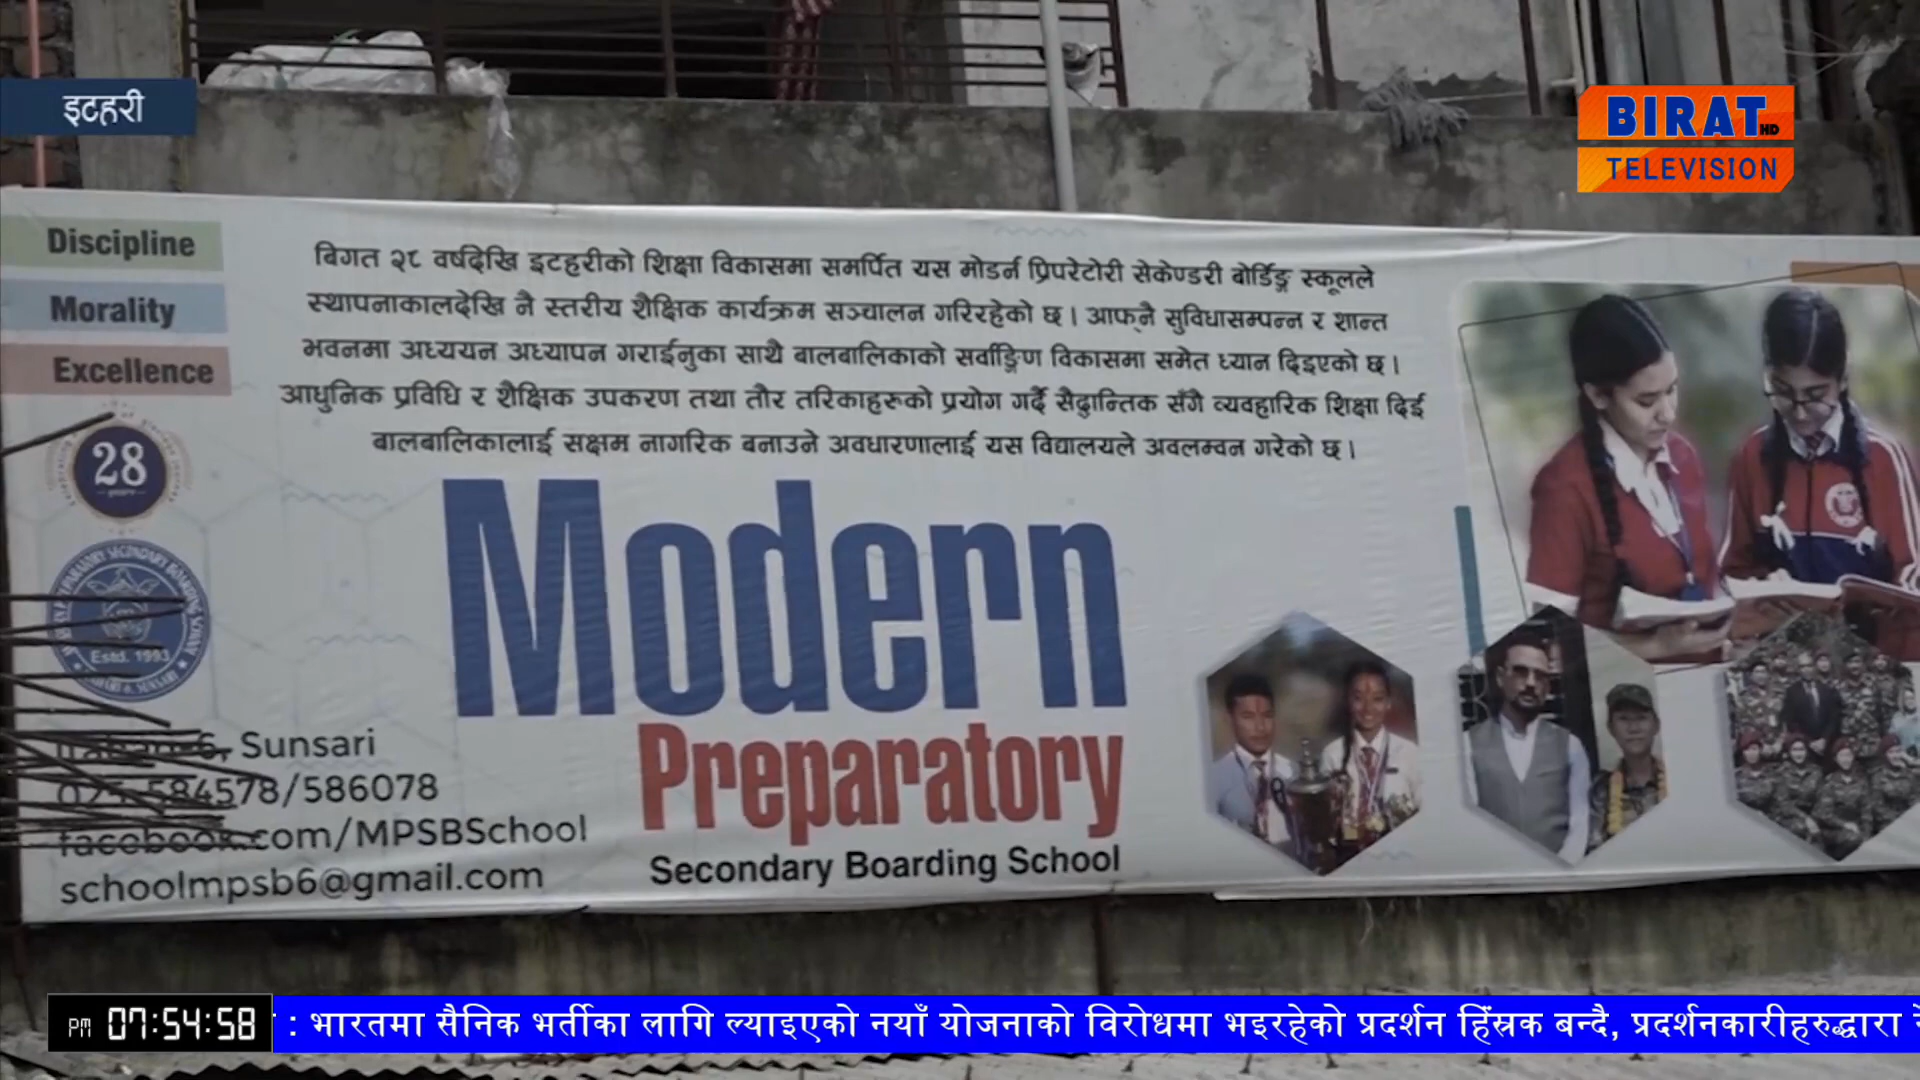 इटहरी
BIRAT HD
TELEVISION
Discipline
Morality
Excellence
बिगत २८ वर्षदेखि इटहरीको शिक्षा विकासमा समर्पित यस मोडर्न प्रिपरेटोरी सेकेण्डरी बोर्डिङ्ग स्कूलले
स्थापनाकालदेखि नै स्तरीय शैक्षिक कार्यक्रम सञ्चालन गरिरहेको छ । आफ्नै सुविधासम्पन्न र शान्त
भवनमा अध्ययन अध्यापन गराईनुका साथै बालबालिकाको सर्वाङ्गिण विकासमा समेत ध्यान दिइएको छ ।
आधुनिक प्रविधि र शैक्षिक उपकरण तथा तौर तरिकाहरूको प्रयोग गर्दै सैद्धान्तिक सँगै व्यवहारिक शिक्षा दिई
बालबालिकालाई सक्षम नागरिक बनाउने अवधारणालाई यस विद्यालयले अवलम्वन गरेको छ ।
28
years
Estd. 1993
Modern
Preparatory
Secondary Boarding School
Sunsari
584578/586078
facebook.com/MPSBSchool
schoolmpsb6@gmail.com
PM 07:54:58
: भारतमा सैनिक भर्तीका लागि ल्याइएको नयाँ योजनाको विरोधमा भइरहेको प्रदर्शन हिंस्रक बन्दै, प्रदर्शनकारीहरुद्धारा